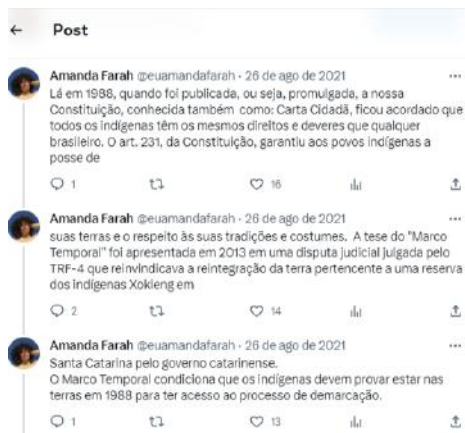 Post
Amanda Farah @euamandafarah · 26 de ago de 2021
Lá em 1988, quando foi publicada, ou seja, promulgada, a nossa
Constituição, conhecida também como: Carta Cidadã, ficou acordado que
todos os indígenas têm os mesmos direitos e deveres que qualquer
brasileiro. O art. 231, da Constituição, garantiu aos povos indígenas a
posse de
1 16
Amanda Farah @euamandafarah · 26 de ago de 2021
suas terras e o respeito às suas tradições e costumes. A tese do "Marco
Temporal" foi apresentada em 2013 em uma disputa judicial julgada pelo
TRF-4 que reinvindicava a reintegração da terra pertencente a uma reserva
dos indígenas Xokleng em
2 14
Amanda Farah @euamandafarah · 26 de ago de 2021
Santa Catarina pelo governo catarinense.
O Marco Temporal condiciona que os indígenas devem provar estar nas
terras em 1988 para ter acesso ao processo de demarcação.
1 13